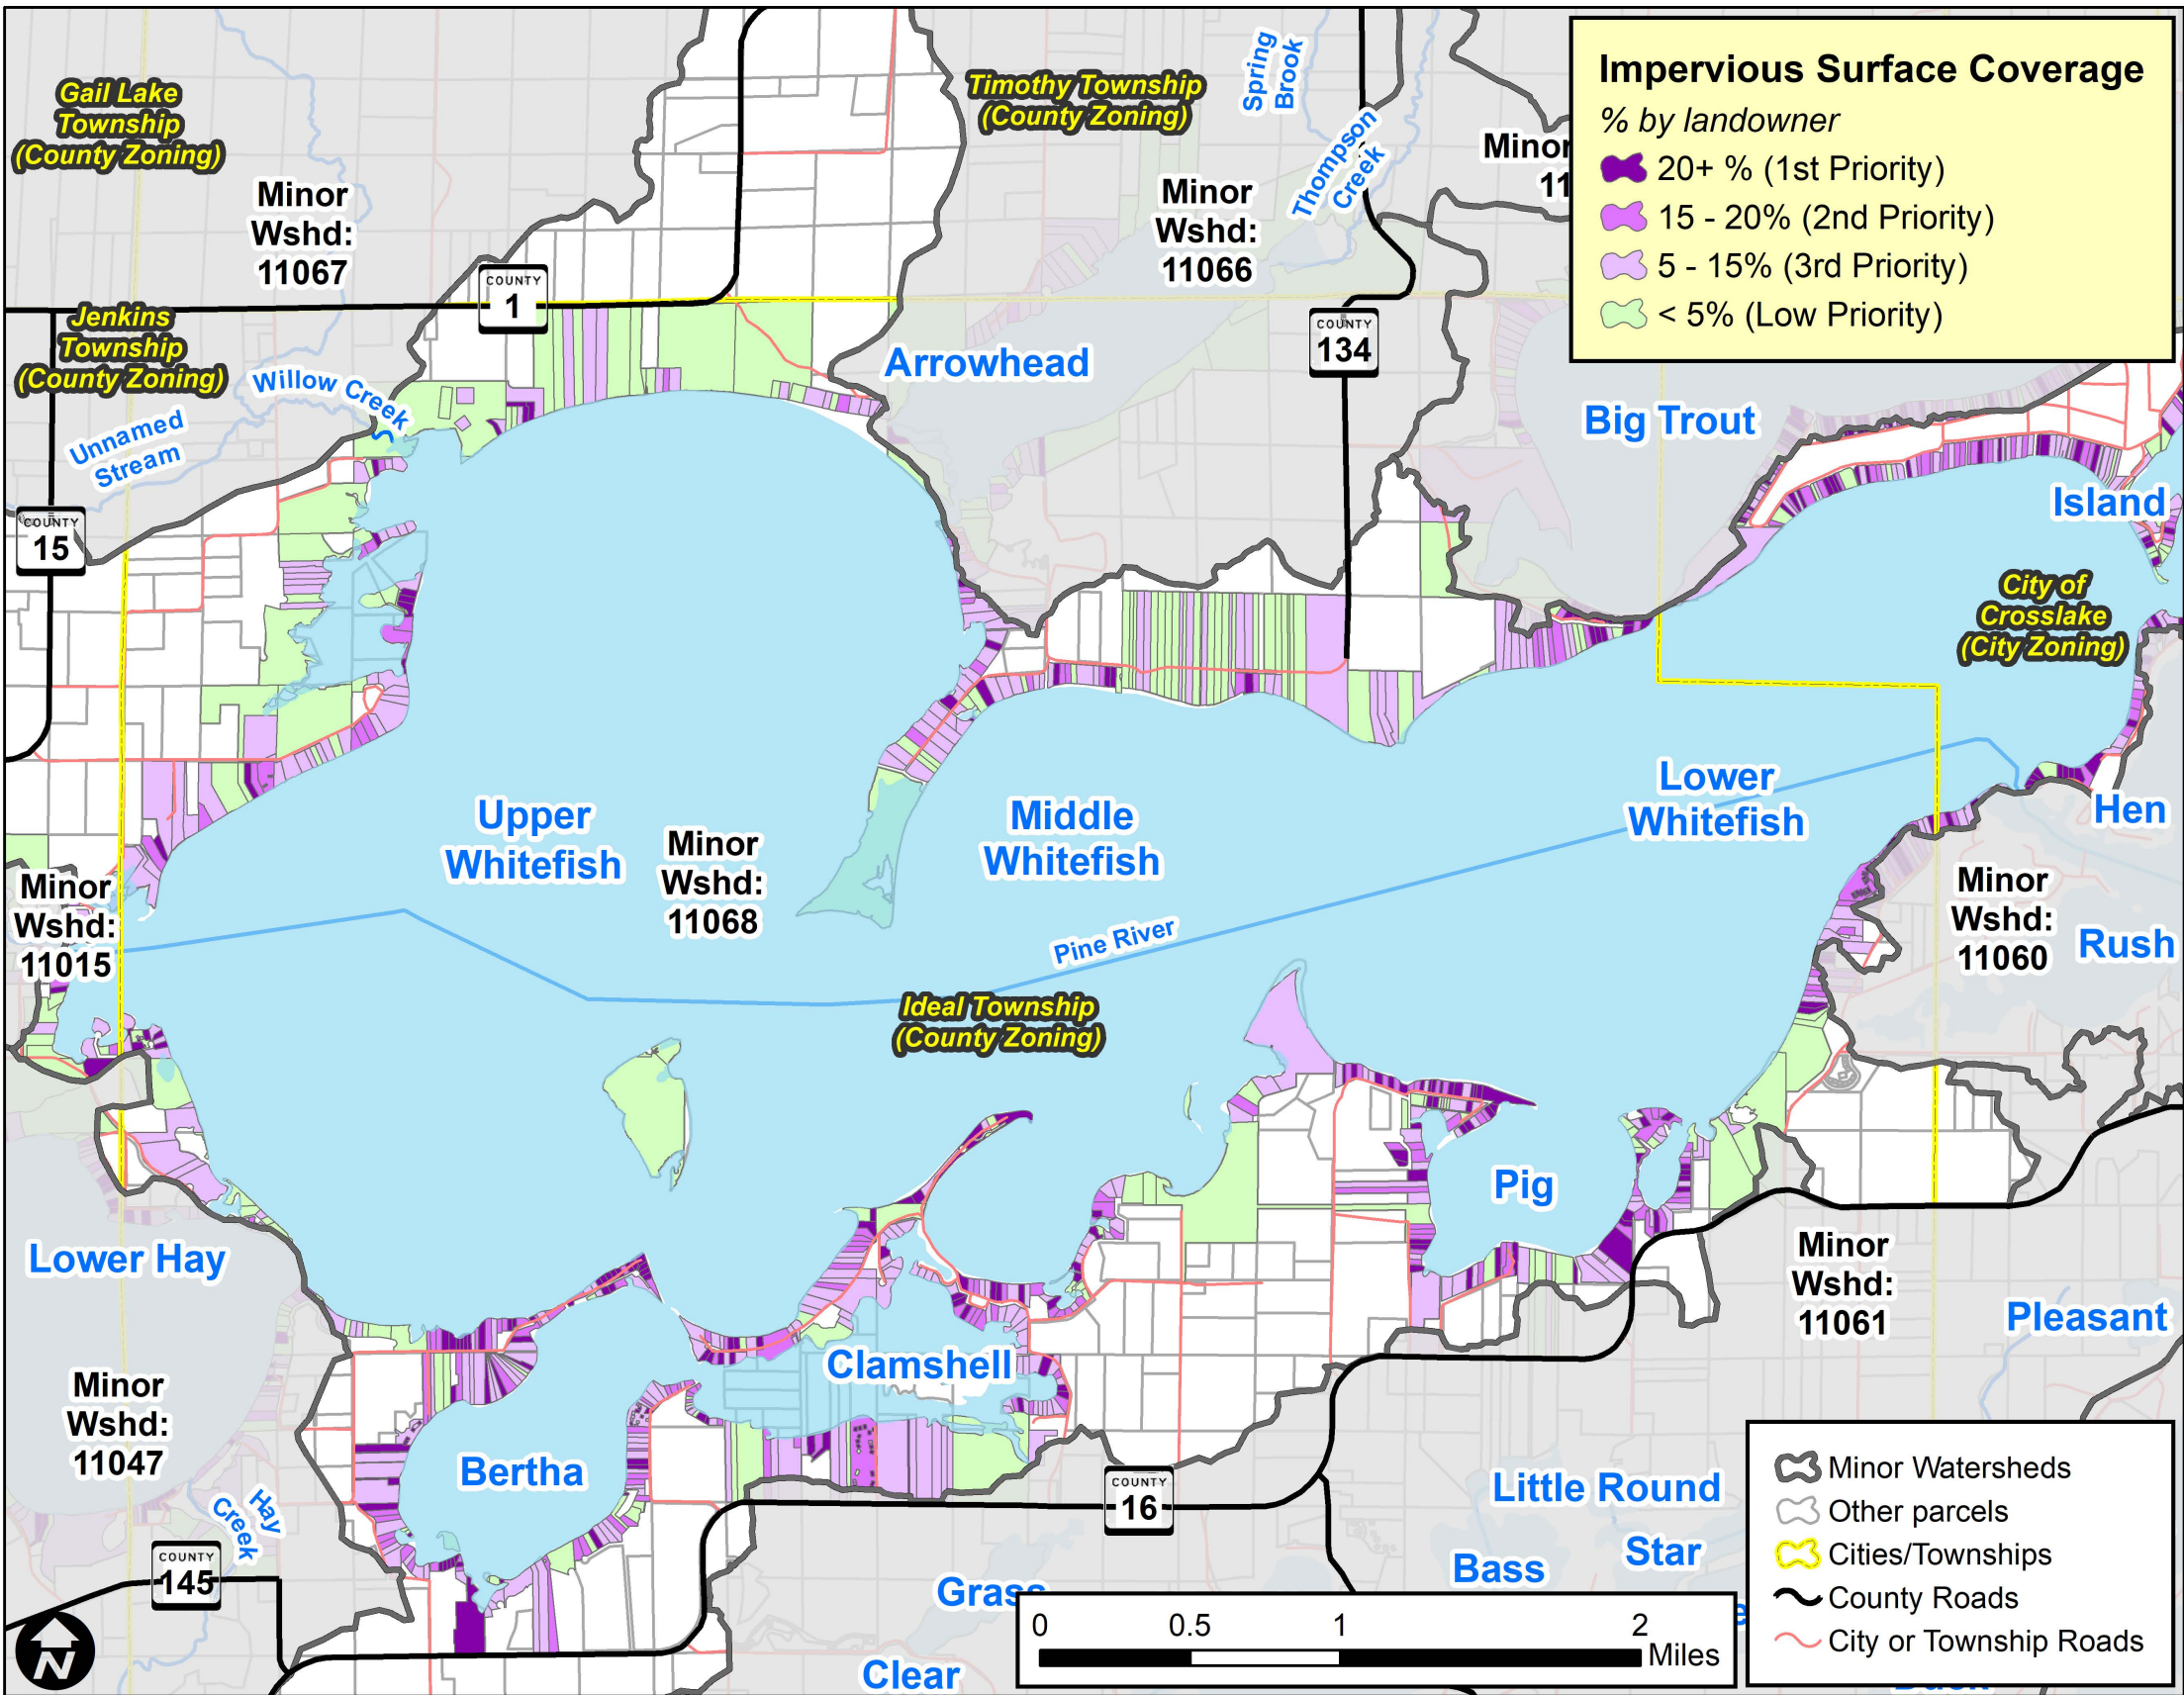 Gail Lake
Township
(County Zoning)
Minor
Wshd:
11067
Timothy Township
(County Zoning)
Spring
Brook
Thompson
Creek
Minor
Wshd:
11066
Minor
11
Impervious Surface Coverage
% by landowner
20+ % (1st Priority)
15 - 20% (2nd Priority)
5 - 15% (3rd Priority)
< 5% (Low Priority)
COUNTY
1
Jenkins
Township
(County Zoning)
Willow Creek
Unnamed
Stream
COUNTY
15
Arrowhead
COUNTY
134
Big Trout
Island
City of
Crosslake
(City Zoning)
Upper
Whitefish
Minor
Wshd:
11068
Middle
Whitefish
Lower
Whitefish
Hen
Minor
Wshd:
11015
Pine River
Minor
Wshd:
11060
Rush
Ideal Township
(County Zoning)
Pig
Lower Hay
Minor
Wshd:
11061
Pleasant
Clamshell
Minor
Wshd:
11047
Bertha
Hay
Creek
COUNTY
145
COUNTY
16
Little Round
Star
Bass
Grass
Clear
N
0 0.5 1 2
Miles
Minor Watersheds
Other parcels
Cities/Townships
County Roads
City or Township Roads